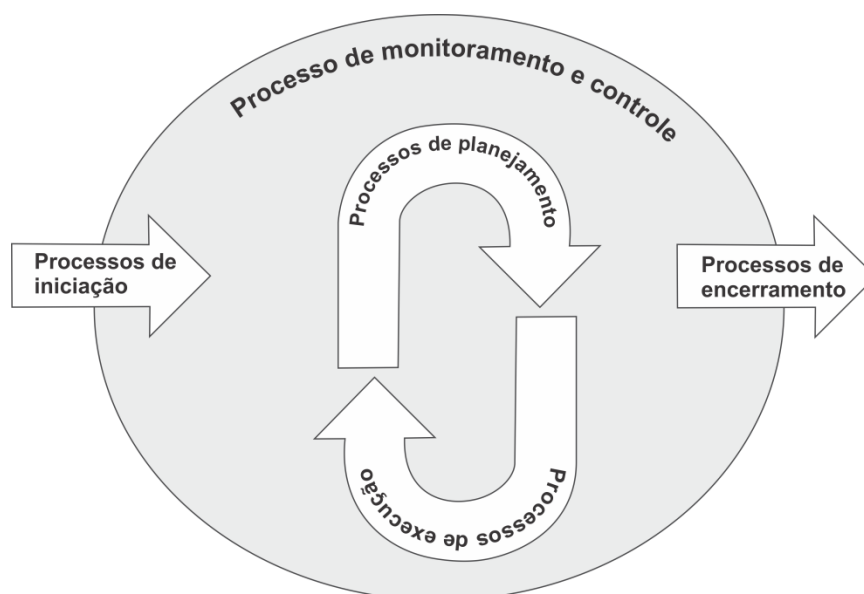 Processo de monitoramento e controle
Processos de planejamento
Processos de
iniciação
Processos de
encerramento
Processos de execução